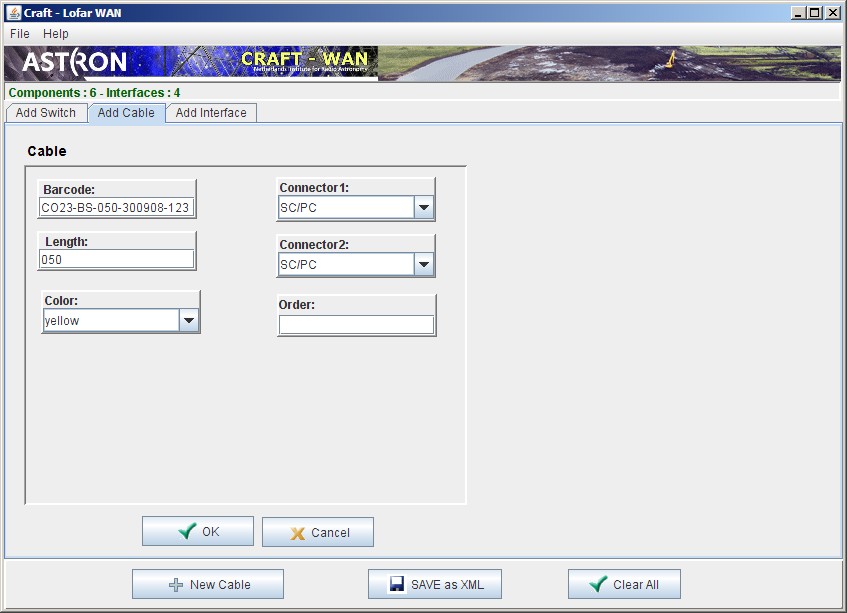 Craft - Lofar WAN
File Help
ASTRON
CRAFT - WAN
Netherlands Institute for Radio Astronomy
Components : 6 - Interfaces : 4
Add Switch Add Cable Add Interface
Cable
Barcode:
CO23-BS-050-300908-123
Connector1:
SC/PC
Length:
050
Connector2:
SC/PC
Color:
yellow
Order:
OK Cancel
New Cable SAVE as XML Clear All